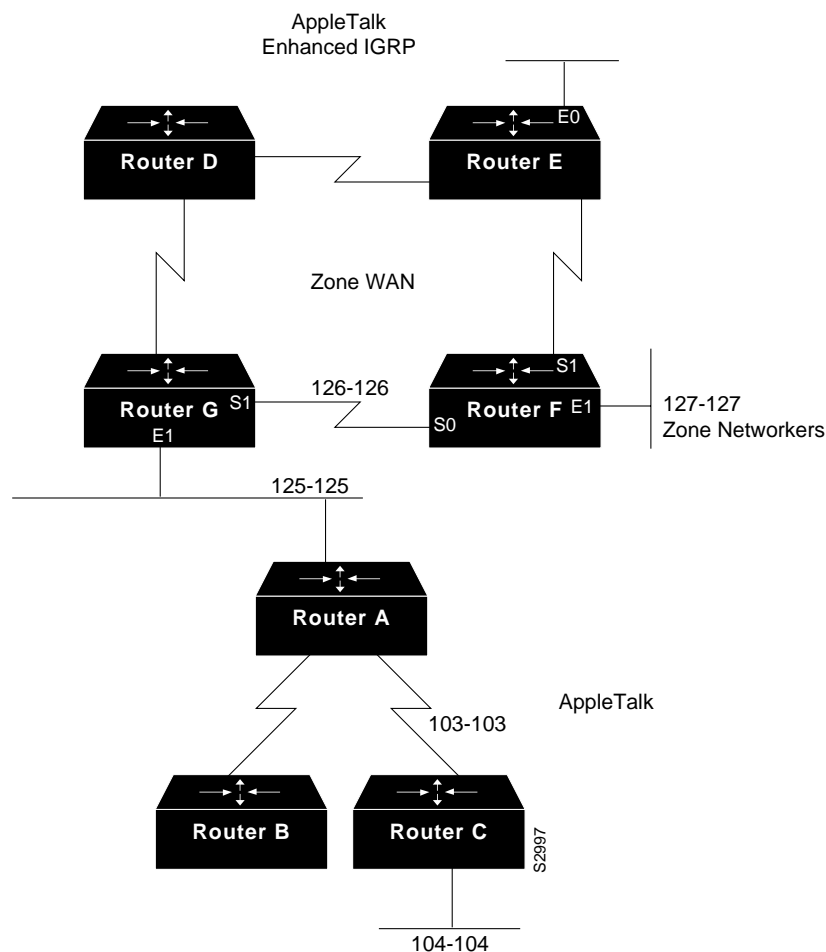 AppleTalk
Enhanced IGRP
E0
Router D
Router E
Zone WAN
S1
126-126
Router G
S1
Router F
E1
127-127
E1
S0
Zone Networkers
125-125
Router A
AppleTalk
103-103
Router B
Router C
S2997
104-104